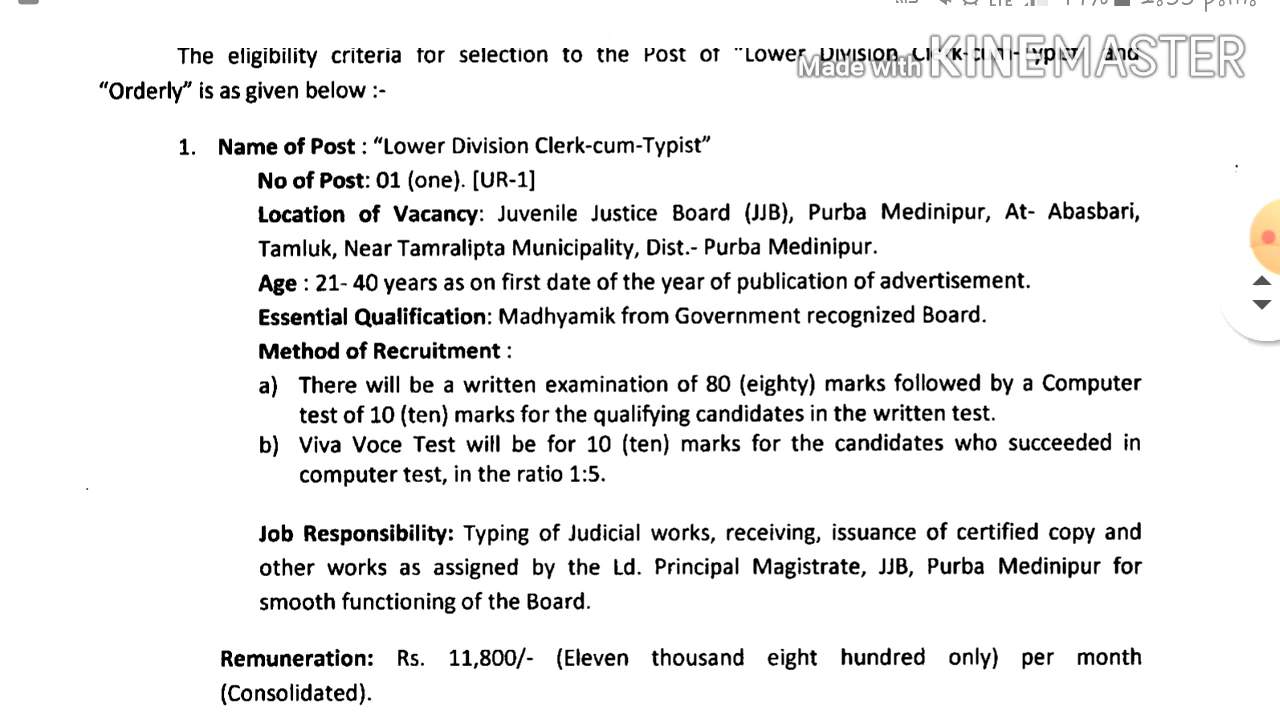 LTE
The eligibility criteria for selection to the Post of "Lower Division Clerk-cum-Typist" and
Made with KINEMASTER
"Orderly" is as given below :-
1. Name of Post : "Lower Division Clerk-cum-Typist"
No of Post: 01 (one). [UR-1]
Location of Vacancy: Juvenile Justice Board (JJB), Purba Medinipur, At- Abasbari,
Tamluk, Near Tamralipta Municipality, Dist.- Purba Medinipur.
Age : 21- 40 years as on first date of the year of publication of advertisement.
Essential Qualification: Madhyamik from Government recognized Board.
Method of Recruitment :
a) There will be a written examination of 80 (eighty) marks followed by a Computer
test of 10 (ten) marks for the qualifying candidates in the written test.
b) Viva Voce Test will be for 10 (ten) marks for the candidates who succeeded in
computer test, in the ratio 1:5.
Job Responsibility: Typing of Judicial works, receiving, issuance of certified copy and
other works as assigned by the Ld. Principal Magistrate, JJB, Purba Medinipur for
smooth functioning of the Board.
Remuneration: Rs. 11,800/- (Eleven thousand eight hundred only) per month
(Consolidated).